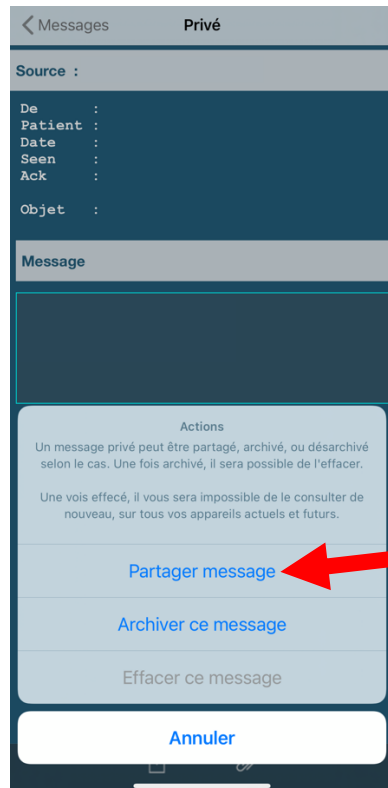 Messages Privé
Source :
De :
Patient :
Date :
Seen :
Ack :
Objet :
Message
Actions
Un message privé peut être partagé, archivé, ou désarchivé
selon le cas. Une fois archivé, il sera possible de l'effacer.
Une vois effecé, il vous sera impossible de le consulter de
nouveau, sur tous vos appareils actuels et futurs.
Partager message
Archiver ce message
Effacer ce message
Annuler